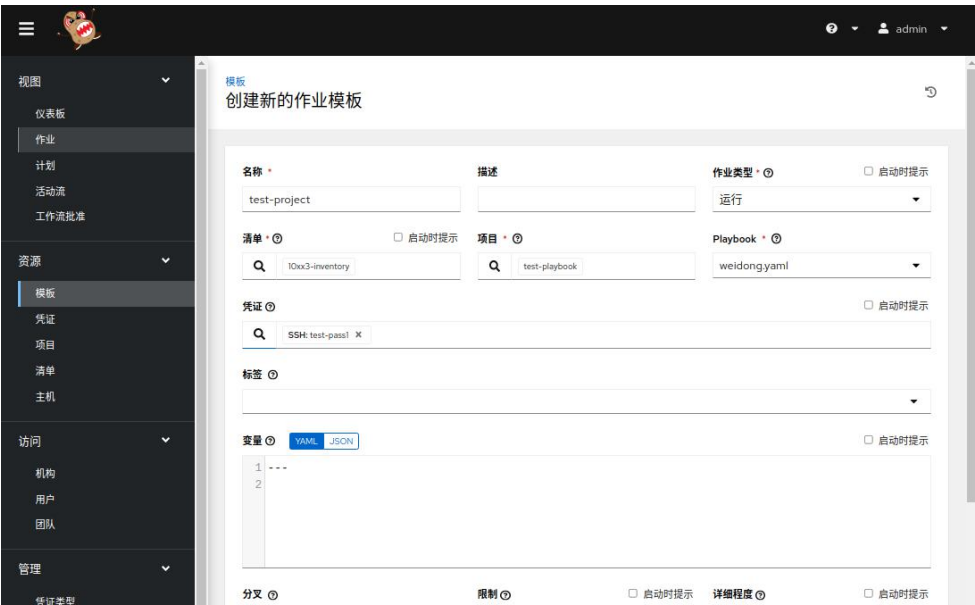 admin
视图
仪表板
作业
计划
活动流
工作流批准
资源
模板
凭证
项目
清单
主机
访问
机构
用户
团队
管理
凭证类型
模板
创建新的作业模板
名称 *
描述
作业类型 *
启动时提示
test-project
运行
清单 *
启动时提示
项目 *
Playbook *
10xx3-inventory
test-playbook
weidong.yaml
凭证
启动时提示
SSH: test-pass1 ×
标签
变量
YAML
JSON
启动时提示
1 ---
2
分叉
限制
启动时提示
详细程度
启动时提示